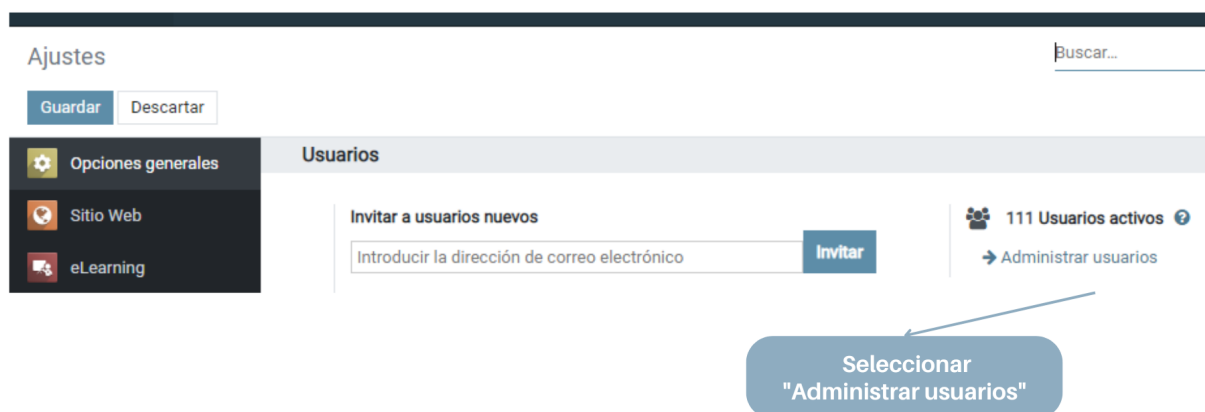 Ajustes
Buscar...
Guardar Descartar
Opciones generales
Usuarios
Sitio Web
Invitar a usuarios nuevos
111 Usuarios activos
Introducir la dirección de correo electrónico
Invitar
Administrar usuarios
eLearning
Seleccionar
"Administrar usuarios"